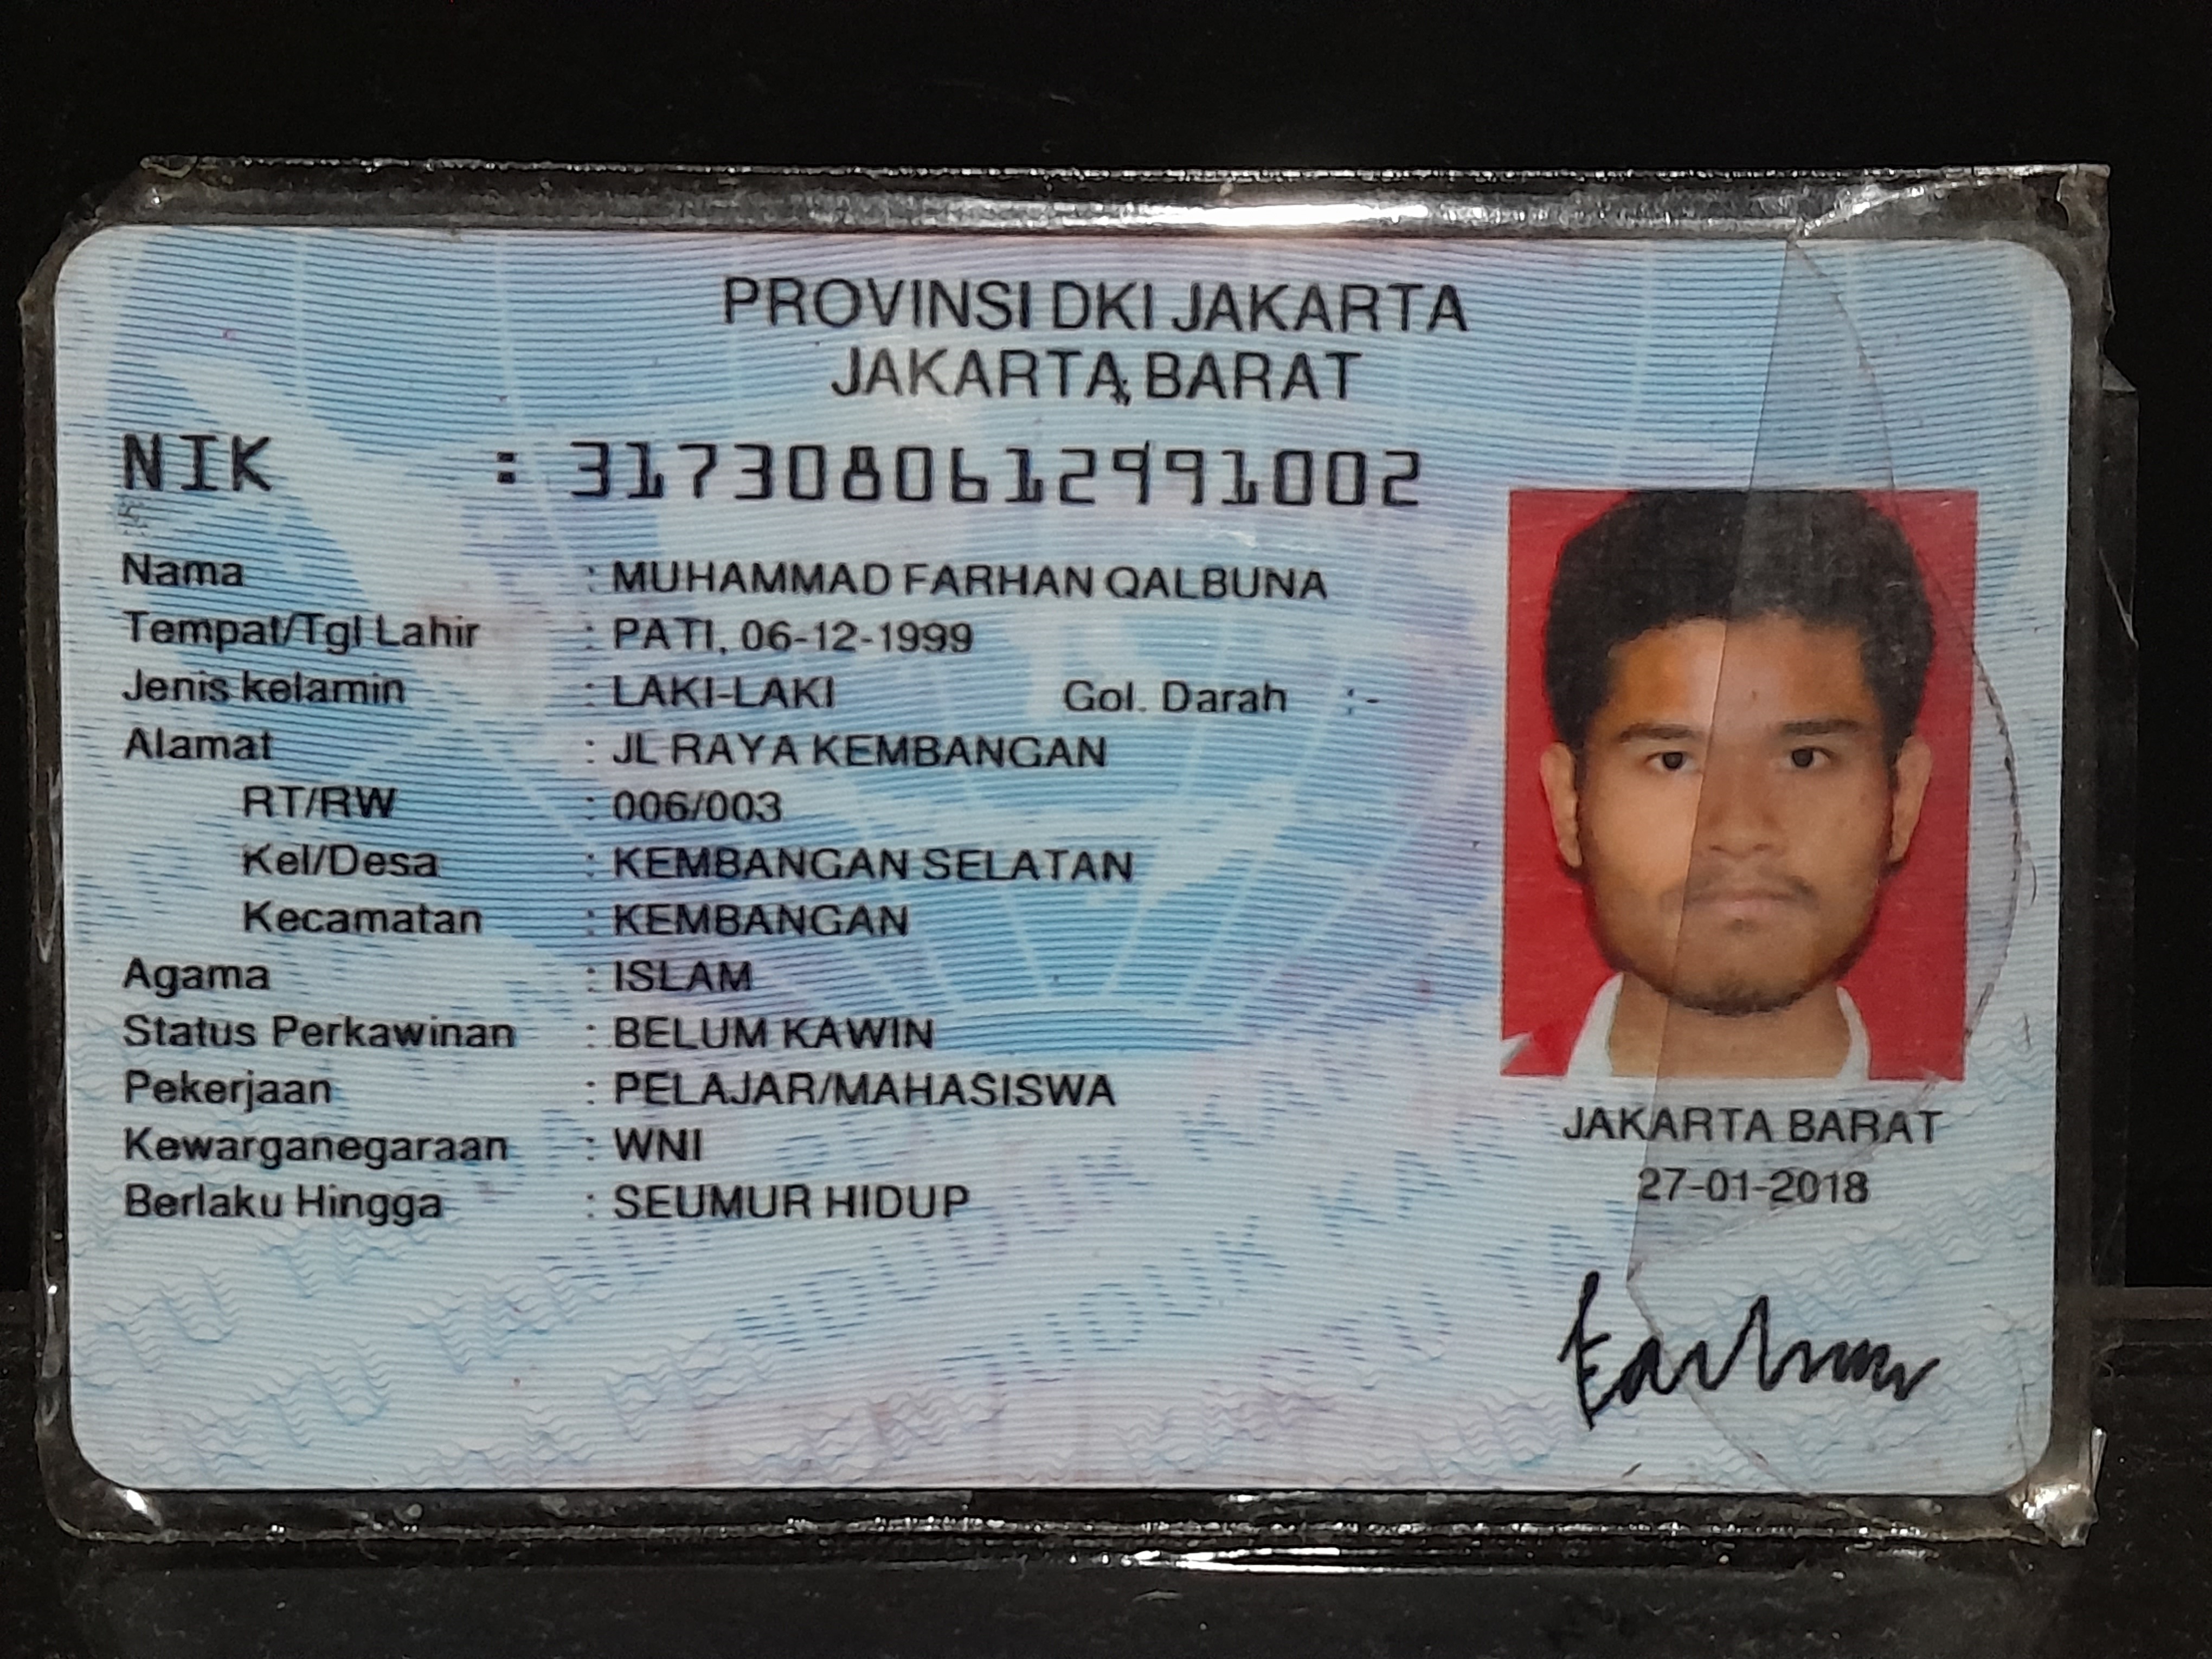 PROVINSI DKI JAKARTA
JAKARTA BARAT
NIK : 3173080612991002
Nama : MUHAMMAD FARHAN QALBUNA
Tempat/Tgl Lahir : PATI, 06-12-1999
Jenis kelamin : LAKI-LAKI Gol. Darah : -
Alamat : JL RAYA KEMBANGAN
RT/RW : 006/003
Kel/Desa : KEMBANGAN SELATAN
Kecamatan : KEMBANGAN
Agama : ISLAM
Status Perkawinan : BELUM KAWIN
Pekerjaan : PELAJAR/MAHASISWA
Kewarganegaraan : WNI
Berlaku Hingga : SEUMUR HIDUP
JAKARTA BARAT
27-01-2018